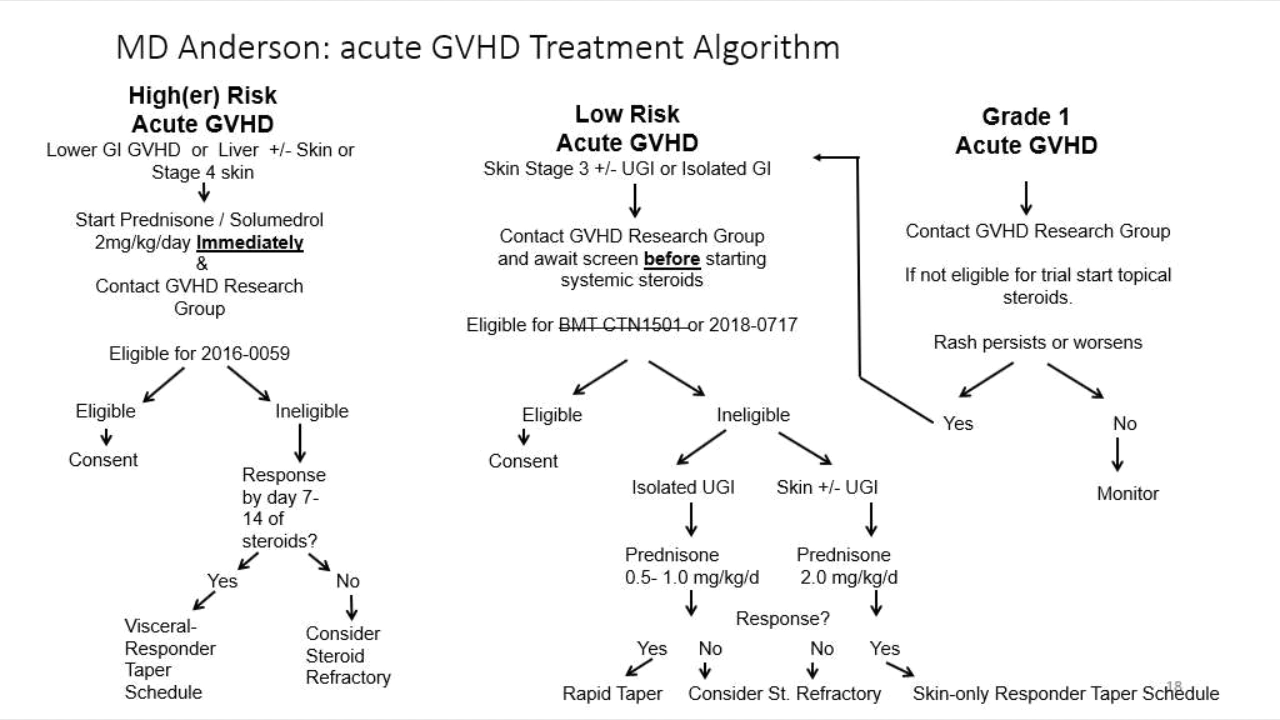 MD Anderson: acute GVHD Treatment Algorithm
High(er) Risk
Acute GVHD
Lower GI GVHD or Liver +/- Skin or
Stage 4 skin
Start Prednisone / Solumedrol
2mg/kg/day Immediately
&
Contact GVHD Research
Group
Eligible for 2016-0059
Eligible
Ineligible
Consent
Response
by day 7-
14 of
steroids?
Yes
No
Visceral-
Responder
Taper
Schedule
Consider
Steroid
Refractory
Low Risk
Acute GVHD
Skin Stage 3 +/- UGI or Isolated GI
Contact GVHD Research Group
and await screen before starting
systemic steroids
Eligible for BMT CTN1501 or 2018-0717
Eligible
Ineligible
Consent
Isolated UGI
Skin +/- UGI
Prednisone
0.5- 1.0 mg/kg/d
Prednisone
2.0 mg/kg/d
Response?
Yes
No
No
Yes
Rapid Taper
Consider St. Refractory
Skin-only Responder Taper Schedule
Grade 1
Acute GVHD
Contact GVHD Research Group
If not eligible for trial start topical
steroids.
Rash persists or worsens
Yes
No
Monitor
18